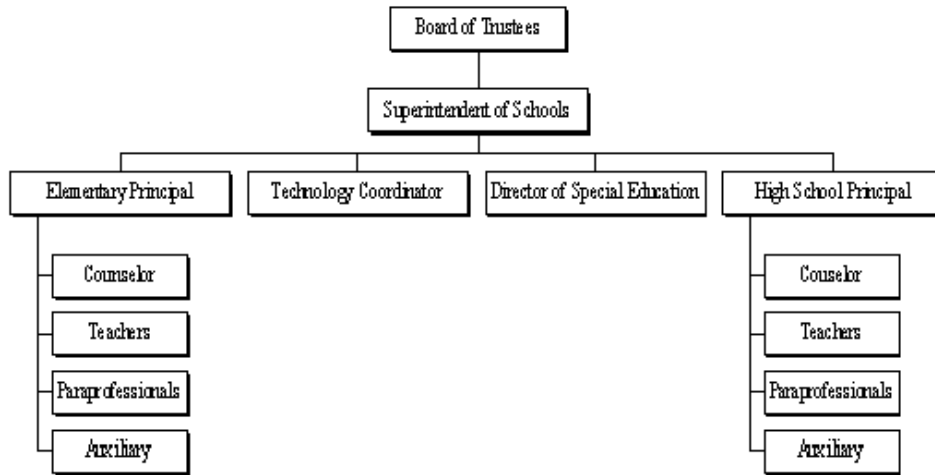 Board of Trustees
Superintendent of Schools
Elementary Principal
Technology Coordinator
Director of Special Education
High School Principal
Counselor
Teachers
Paraprofessionals
Auxiliary
Couselor
Teachers
Paraprofessionals
Auxiliary